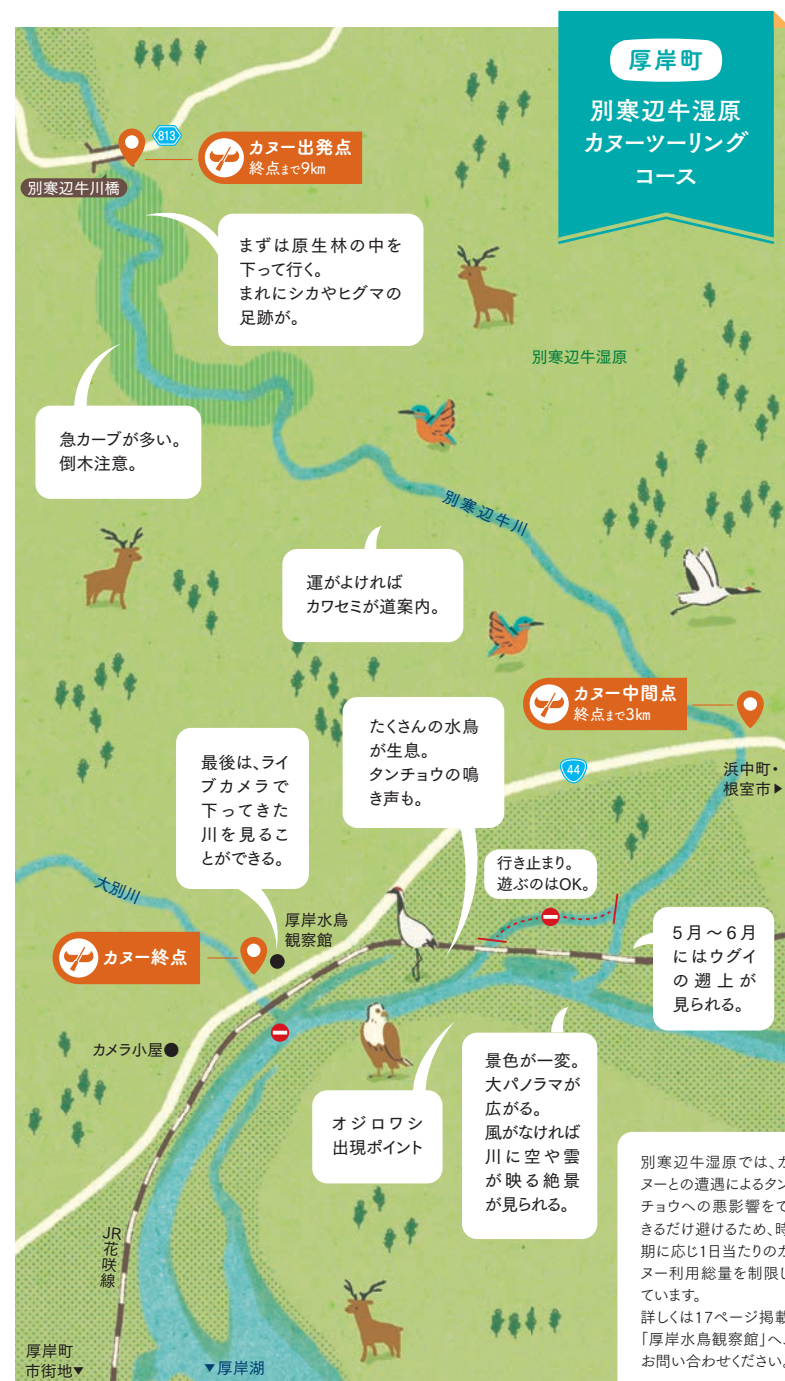 厚岸町
別寒辺牛湿原
カヌーツーリング
コース
813
カヌー出発点
終点まで9km
別寒辺牛川橋
まずは原生林の中を
下って行く。
まれにシカやヒグマの
足跡が。
別寒辺牛湿原
急カーブが多い。
倒木注意。
別寒辺牛川
運がよければ
カワセミが道案内。
カヌー中間点
終点まで3km
たくさんの水鳥
が生息。
タンチョウの鳴
き声も。
最後は、ライ
ブカメラで
下ってきた
川を見るこ
とができる。
44
浜中町・
根室市▶
行き止まり。
遊ぶのはOK。
大別川
厚岸水鳥
観察館
カヌー終点
5月〜6月
にはウグイ
の遡上が
見られる。
カメラ小屋●
景色が一変。
大パノラマが
広がる。
風がなければ
川に空や雲
が映る絶景
が見られる。
オジロワシ
出現ポイント
別寒辺牛湿原では、カ
ヌーとの遭遇によるタン
チョウへの悪影響をで
きるだけ避けるため、時
期に応じ1日当たりのカ
ヌー利用総量を制限し
ています。
詳しくは17ページ掲載
「厚岸水鳥観察館」へ、
お問い合わせください。
JR花咲線
厚岸町
市街地▼
▼厚岸湖